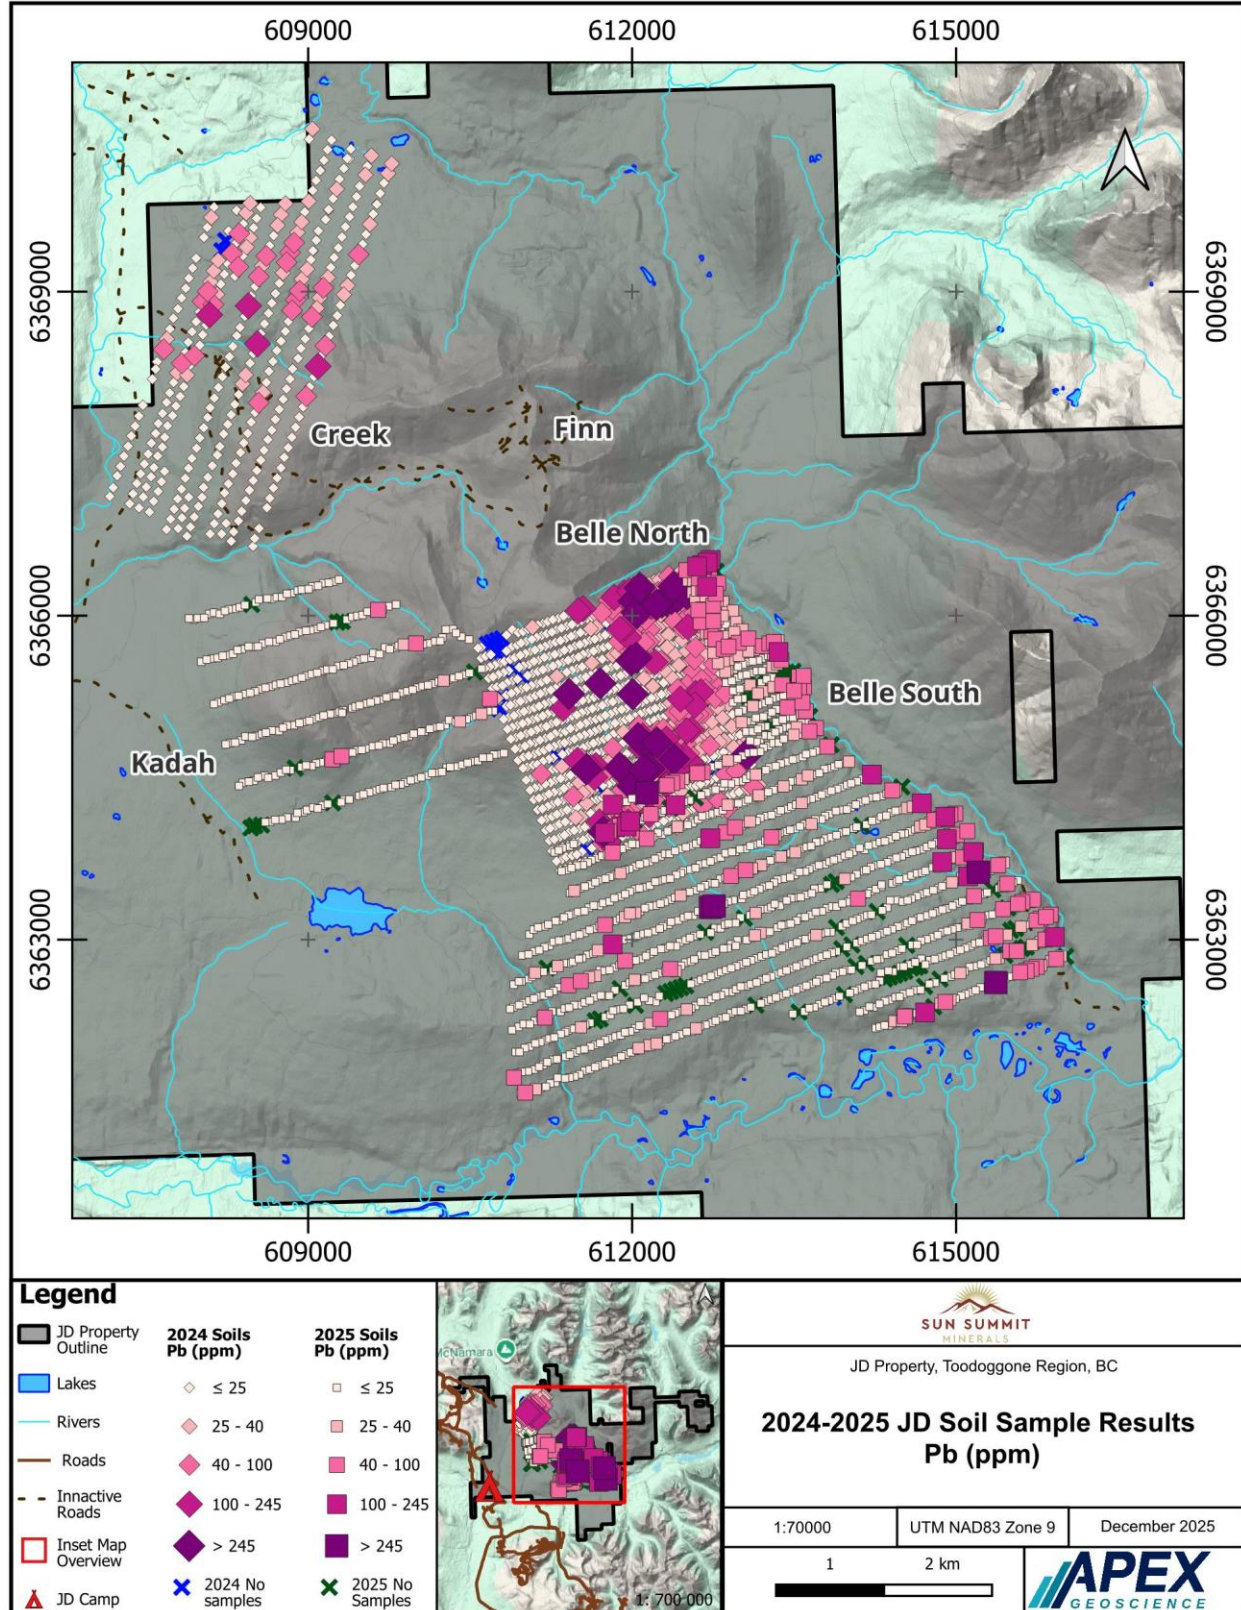 609000 612000 615000
6369000 6369000
Creek
Finn
Belle North
6366000 6366000
Belle South
Kadah
6363000 6363000
609000 612000 615000
Legend
JD Property
Outline
Lakes
Rivers
Roads
Innactive
Roads
Inset Map
Overview
JD Camp
2024 Soils
Pb (ppm)
≤ 25
25 - 40
40 - 100
100 - 245
> 245
2024 No
samples
2025 Soils
Pb (ppm)
≤ 25
25 - 40
40 - 100
100 - 245
> 245
2025 No
Samples
McNamara
1: 700 000
SUN SUMMIT
MINERALS
JD Property, Toodoggone Region, BC
2024-2025 JD Soil Sample Results
Pb (ppm)
1:70000 UTM NAD83 Zone 9 December 2025
1 2 km
APEX
GEOSCIENCE